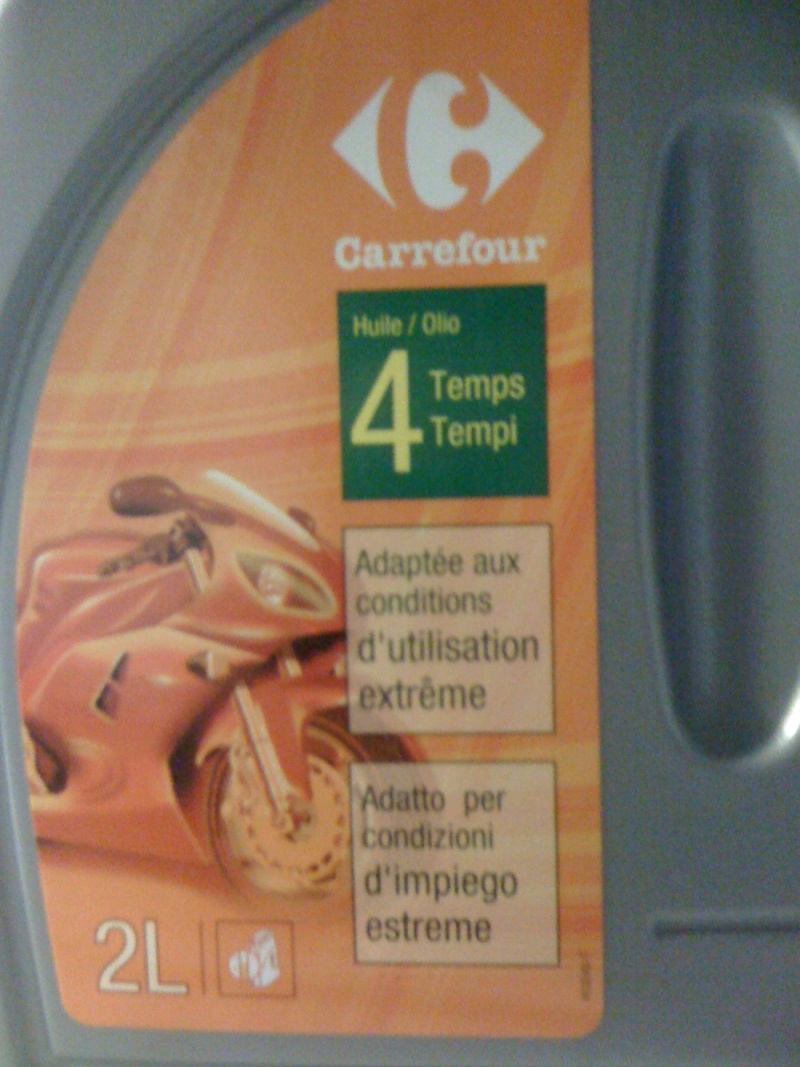 Carrefour
Huile / Olio
4 Temps
Tempi
Adaptée aux
conditions
d'utilisation
extrême
Adatto per
condizioni
d'impiego
estreme
2L